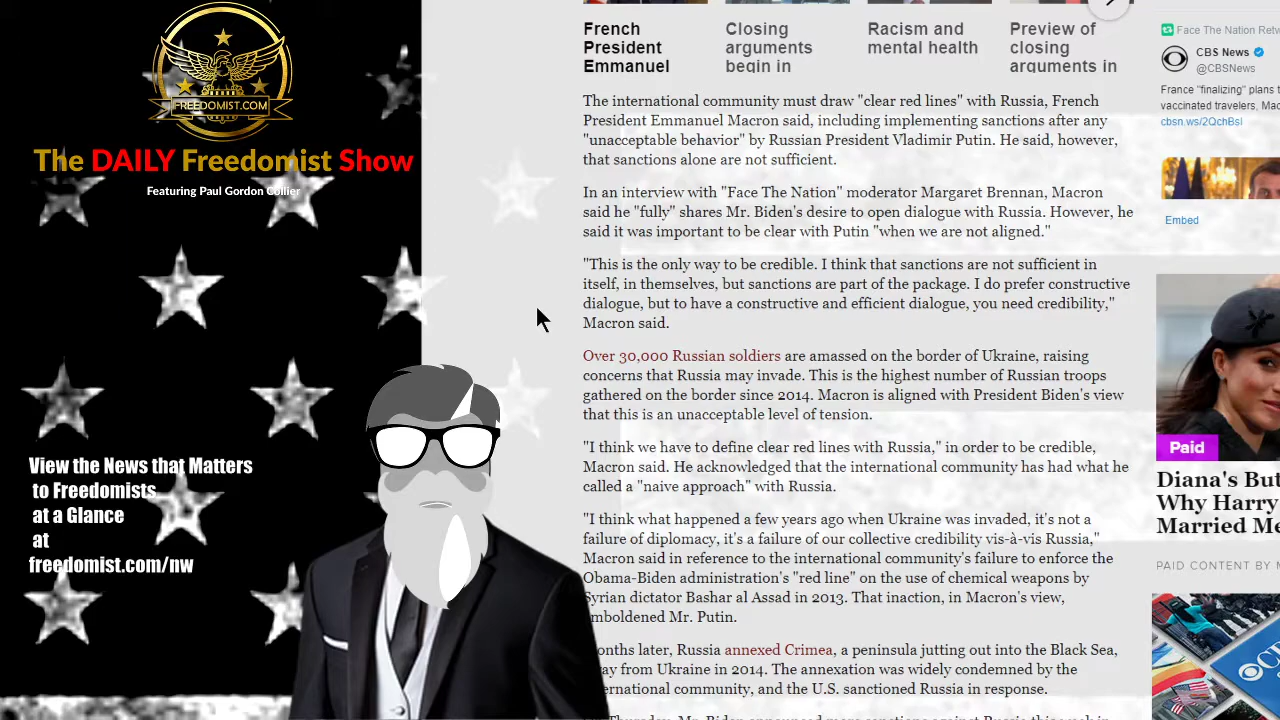 FREEDOMIST.COM
The DAILY Freedomist Show
Featuring Paul Gordon Collier
View the News that Matters
to Freedomists
at a Glance
at
freedomist.com/nw
French
President
Emmanuel
Closing
arguments
begin in
Racism and
mental health
Preview of
closing
arguments in
The international community must draw "clear red lines" with Russia, French
President Emmanuel Macron said, including implementing sanctions after any
"unacceptable behavior" by Russian President Vladimir Putin. He said, however,
that sanctions alone are not sufficient.
In an interview with "Face The Nation" moderator Margaret Brennan, Macron
said he "fully" shares Mr. Biden's desire to open dialogue with Russia. However, he
said it was important to be clear with Putin "when we are not aligned."
"This is the only way to be credible. I think that sanctions are not sufficient in
itself, in themselves, but sanctions are part of the package. I do prefer constructive
dialogue, but to have a constructive and efficient dialogue, you need credibility,"
Macron said.
Over 30,000 Russian soldiers are amassed on the border of Ukraine, raising
concerns that Russia may invade. This is the highest number of Russian troops
gathered on the border since 2014. Macron is aligned with President Biden's view
that this is an unacceptable level of tension.
"I think we have to define clear red lines with Russia," in order to be credible,
Macron said. He acknowledged that the international community has had what he
called a "naive approach" with Russia.
"I think what happened a few years ago when Ukraine was invaded, it's not a
failure of diplomacy, it's a failure of our collective credibility vis-à-vis Russia,"
Macron said in reference to the international community's failure to enforce the
Obama-Biden administration's "red line" on the use of chemical weapons by
Syrian dictator Bashar al Assad in 2013. That inaction, in Macron's view,
mboldened Mr. Putin.
onths later, Russia annexed Crimea, a peninsula jutting out into the Black Sea,
ay from Ukraine in 2014. The annexation was widely condemned by the
ernational community, and the U.S. sanctioned Russia in response.
Thursday, Mr. Biden announced more sanctions against Russia this week in
Face The Nation Retw
CBS News
@CBSNews
France "finalizing" plans t
vaccinated travelers, Mac
cbsn.ws/2QchBsI
Embed
Paid
Diana's But
Why Harry
Married Me
PAID CONTENT BY M
CBS